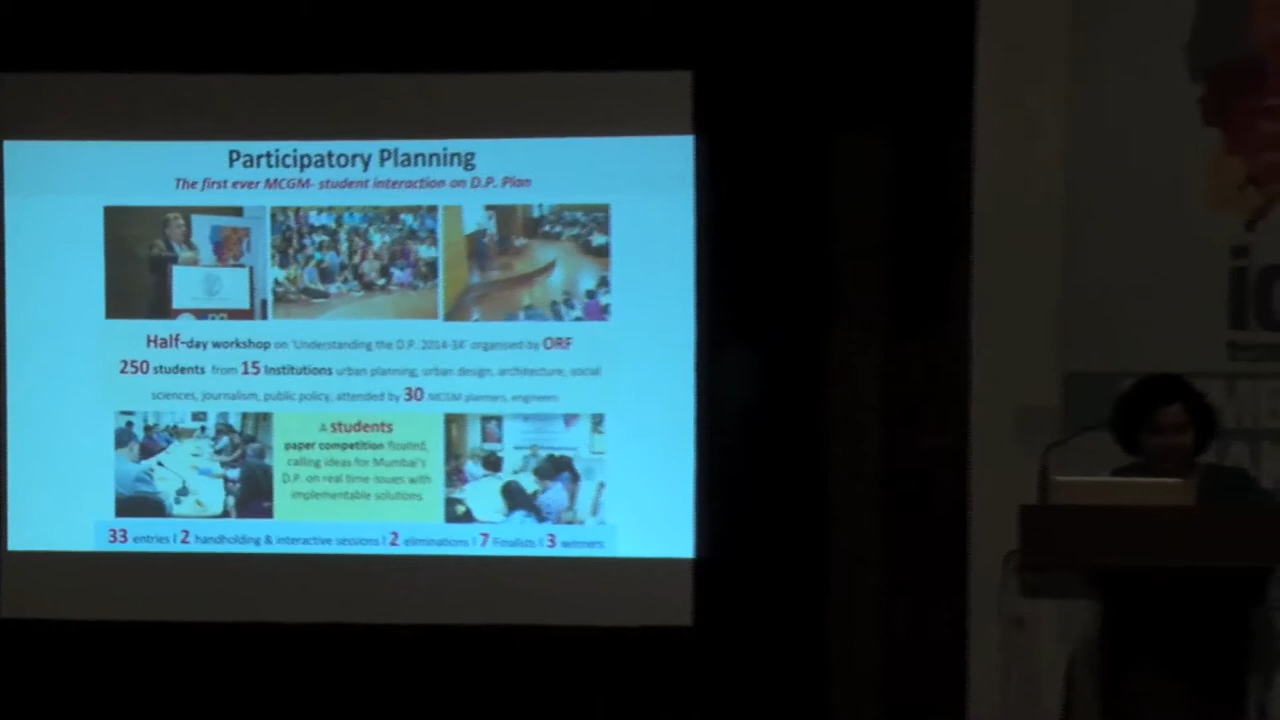 Participatory Planning
The first ever MCGM- student interaction on D.P. Plan
Half-day workshop on 'Understanding the D.P. 2014-34' organised by ORF
250 students from 15 Institutions urban planning, urban design, architecture, social
sciences, journalism, public policy, attended by 30 MCGM planners, engineers
A students
paper competition floated,
calling ideas for Mumbai's
D.P. on real time issues with
implementable solutions
33 entries I 2 handholding & interactive sessions I 2 eliminations I 7 Finalists I 3 winners